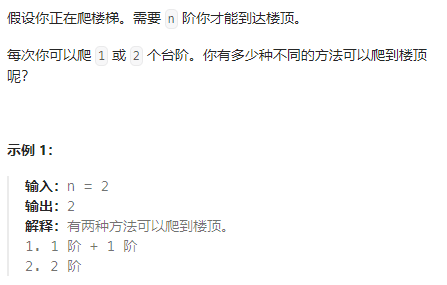 假设你正在爬楼梯。需要 n 阶你才能到达楼顶。
每次你可以爬 1 或 2 个台阶。你有多少种不同的方法可以爬到楼顶
呢？
示例 1：
输入：n = 2
输出：2
解释：有两种方法可以爬到楼顶。
1. 1 阶 + 1 阶
2. 2 阶